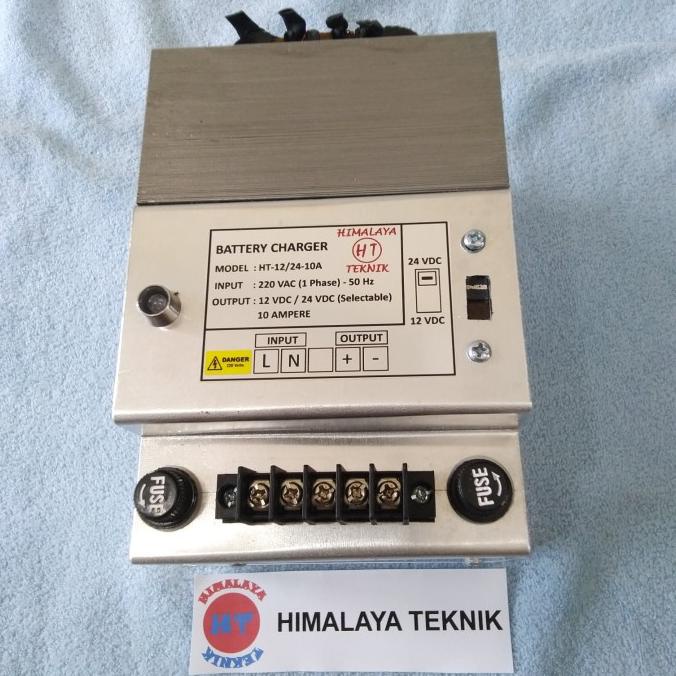 BATTERY CHARGER
MODEL : HT-12/24-10A
INPUT : 220 VAC (1 Phase) - 50 Hz
OUTPUT : 12 VDC / 24 VDC (Selectable)
10 AMPERE
HIMALAYA
HT
TEKNIK
24 VDC
12 VDC
INPUT OUTPUT
DANGER
220 Volts
L N + -
FUSE
FUSE
HIMALAYA
HT
TEKNIK
HIMALAYA TEKNIK